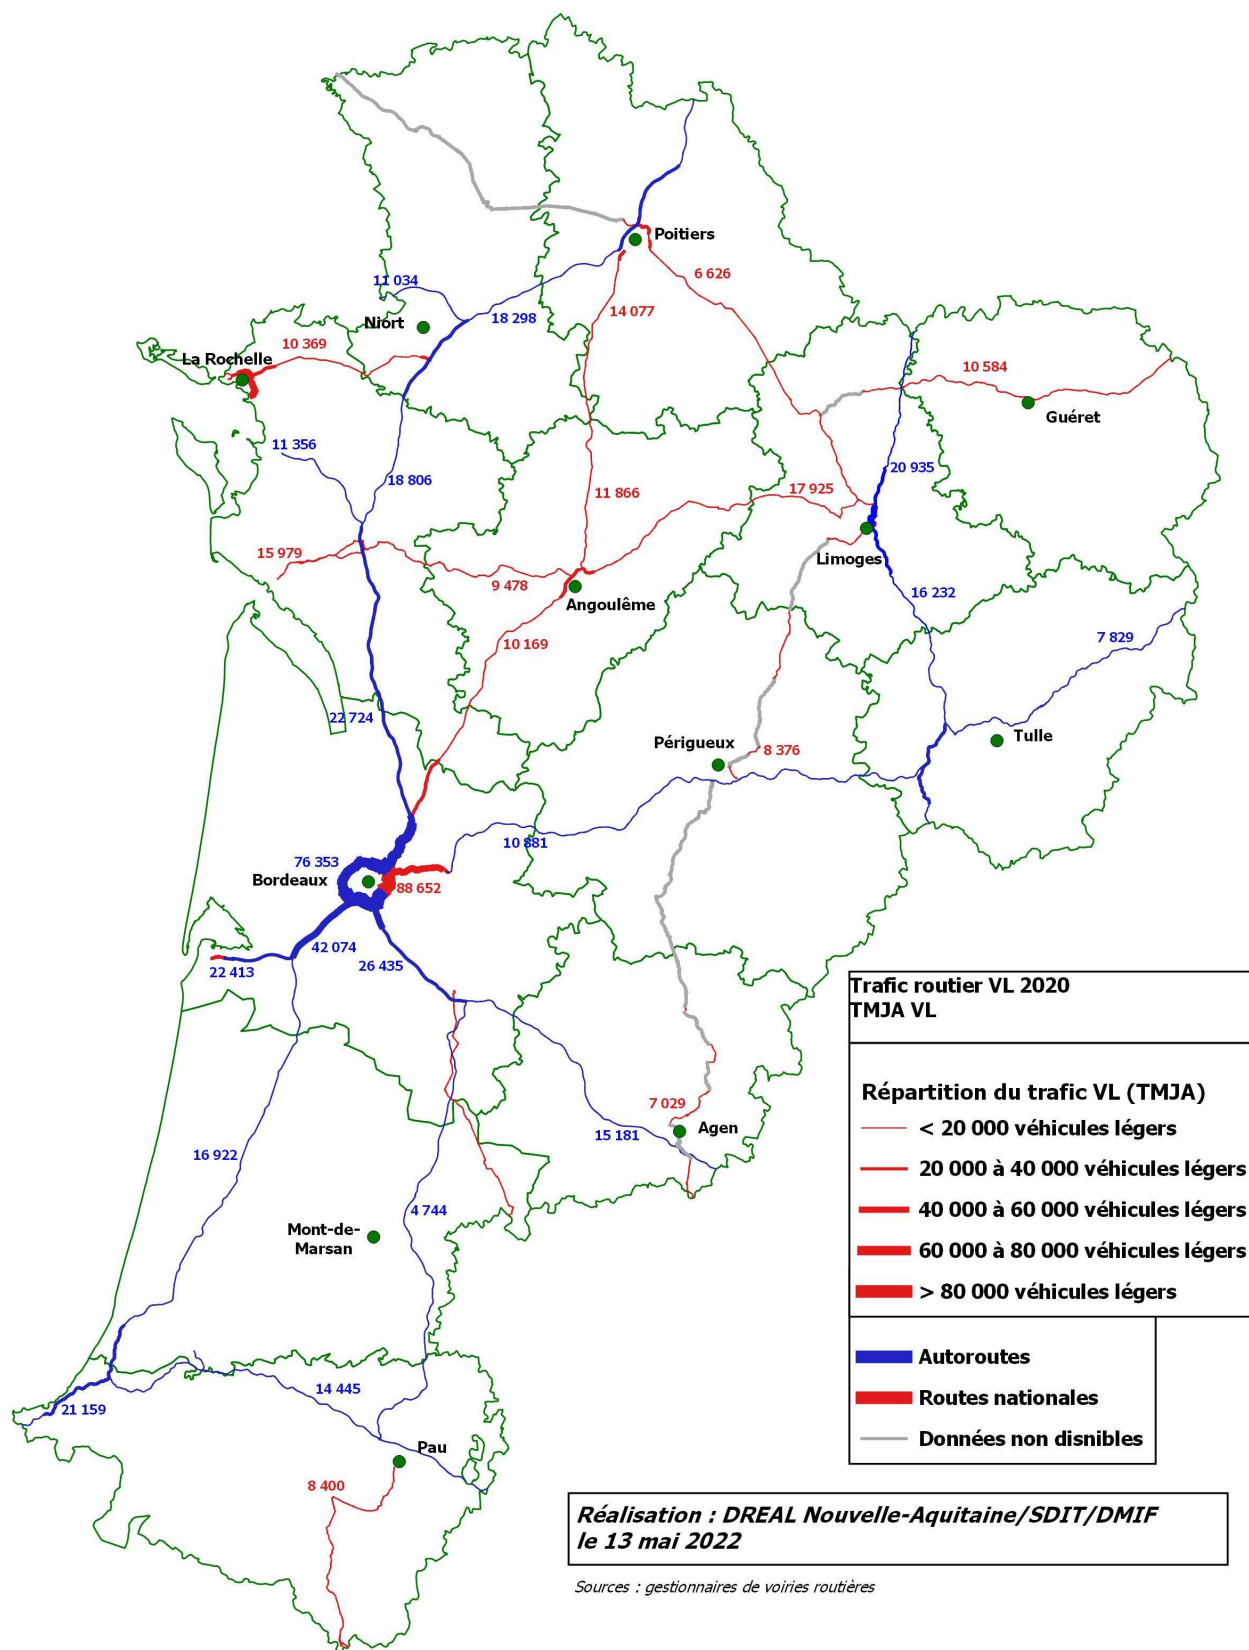 Poitiers
6 626
11 034
14 077
18 298
Niort
La Rochelle
10 369
10 584
Guéret
11 356
18 806
20 935
17 925
11 866
15 979
Limoges
9 478
Angoulême
16 232
10 169
7 829
22 724
Périgueux
8 376
Tulle
10 881
76 353
Bordeaux
88 652
42 074
26 435
22 413
7 029
Agen
15 181
16 922
4 744
Mont-de-
Marsan
14 445
21 159
Pau
8 400
Trafic routier VL 2020
TMJA VL
Répartition du trafic VL (TMJA)
< 20 000 véhicules légers
20 000 à 40 000 véhicules légers
40 000 à 60 000 véhicules légers
60 000 à 80 000 véhicules légers
> 80 000 véhicules légers
Autoroutes
Routes nationales
Données non disnibles
Réalisation : DREAL Nouvelle-Aquitaine/SDIT/DMIF
le 13 mai 2022
Sources : gestionnaires de voiries routières